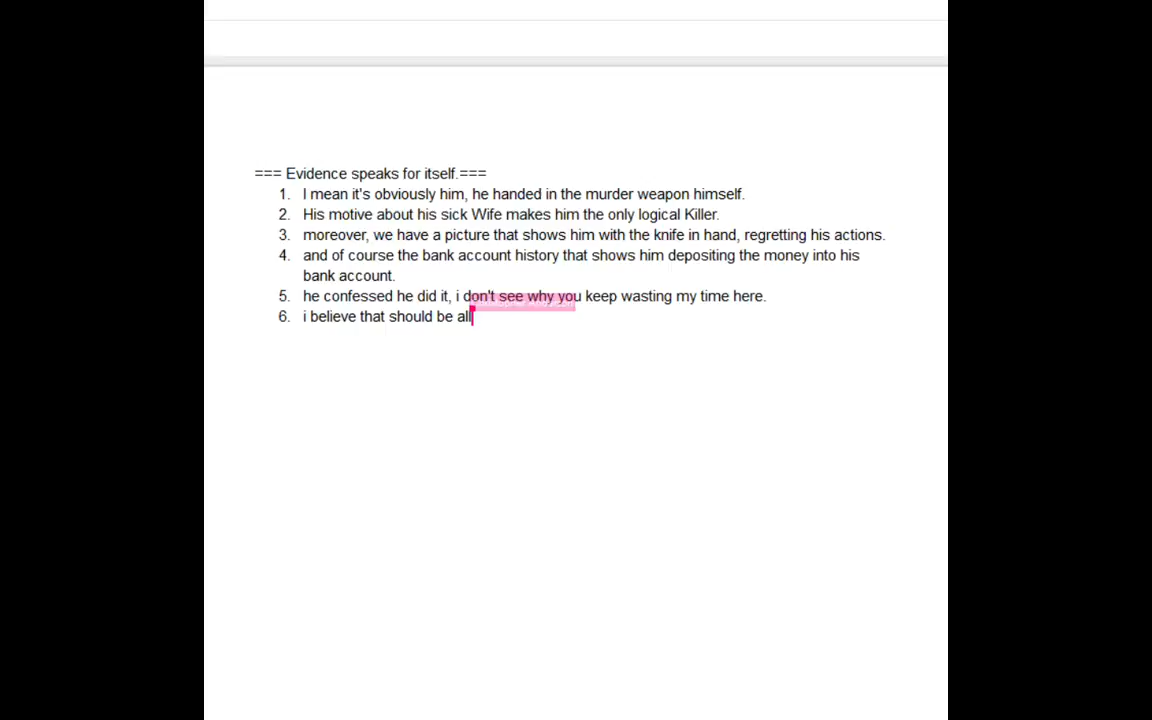 === Evidence speaks for itself.===
1. I mean it's obviously him, he handed in the murder weapon himself.
2. His motive about his sick Wife makes him the only logical Killer.
3. moreover, we have a picture that shows him with the knife in hand, regretting his actions.
4. and of course the bank account history that shows him depositing the money into his
bank account.
5. he confessed he did it, i don't see why you keep wasting my time here.
6. i believe that should be all